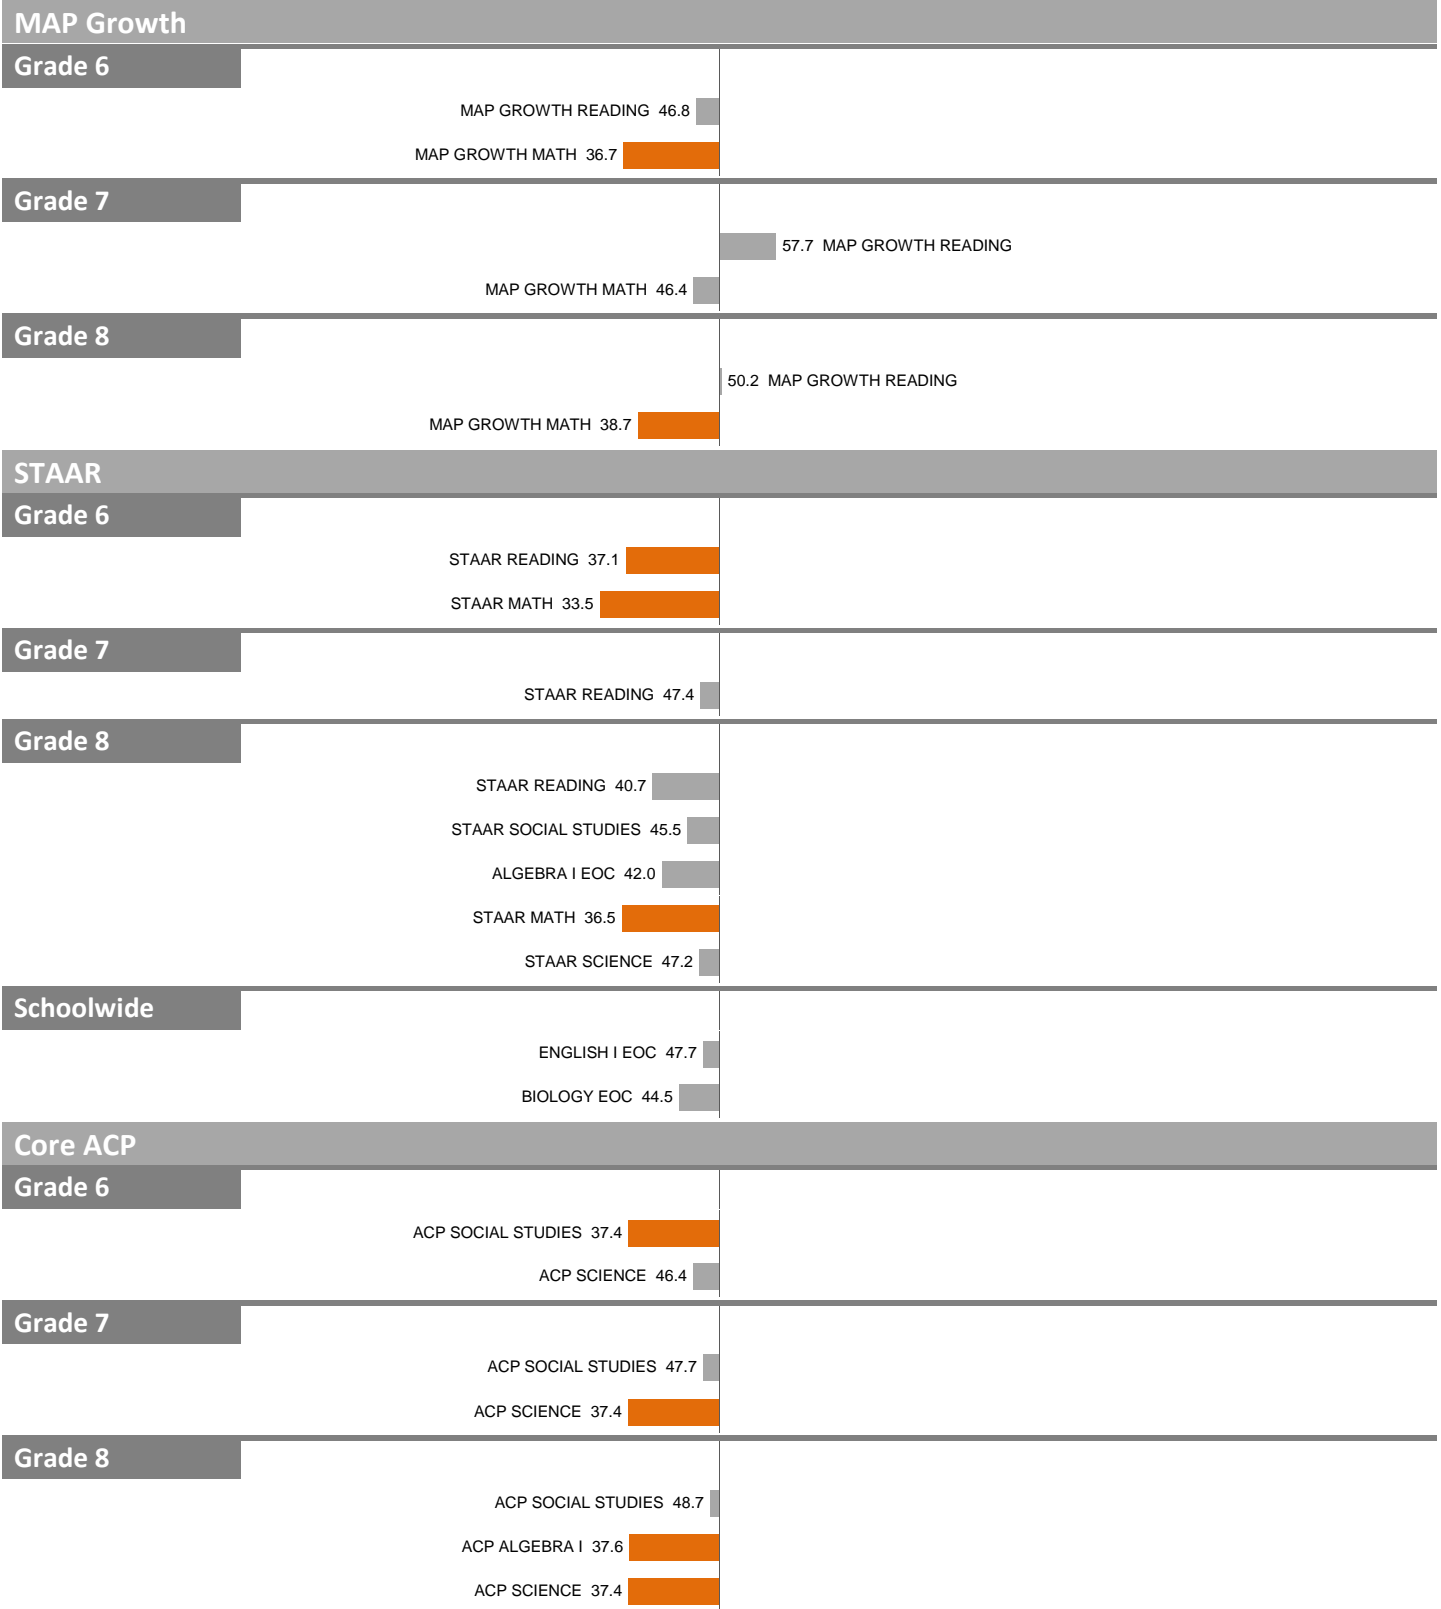 MAP Growth
Grade 6
MAP GROWTH READING 46.8
MAP GROWTH MATH 36.7
Grade 7
57.7 MAP GROWTH READING
MAP GROWTH MATH 46.4
Grade 8
50.2 MAP GROWTH READING
MAP GROWTH MATH 38.7
STAAR
Grade 6
STAAR READING 37.1
STAAR MATH 33.5
Grade 7
STAAR READING 47.4
Grade 8
STAAR READING 40.7
STAAR SOCIAL STUDIES 45.5
ALGEBRA I EOC 42.0
STAAR MATH 36.5
STAAR SCIENCE 47.2
Schoolwide
ENGLISH I EOC 47.7
BIOLOGY EOC 44.5
Core ACP
Grade 6
ACP SOCIAL STUDIES 37.4
ACP SCIENCE 46.4
Grade 7
ACP SOCIAL STUDIES 47.7
ACP SCIENCE 37.4
Grade 8
ACP SOCIAL STUDIES 48.7
ACP ALGEBRA I 37.6
ACP SCIENCE 37.4